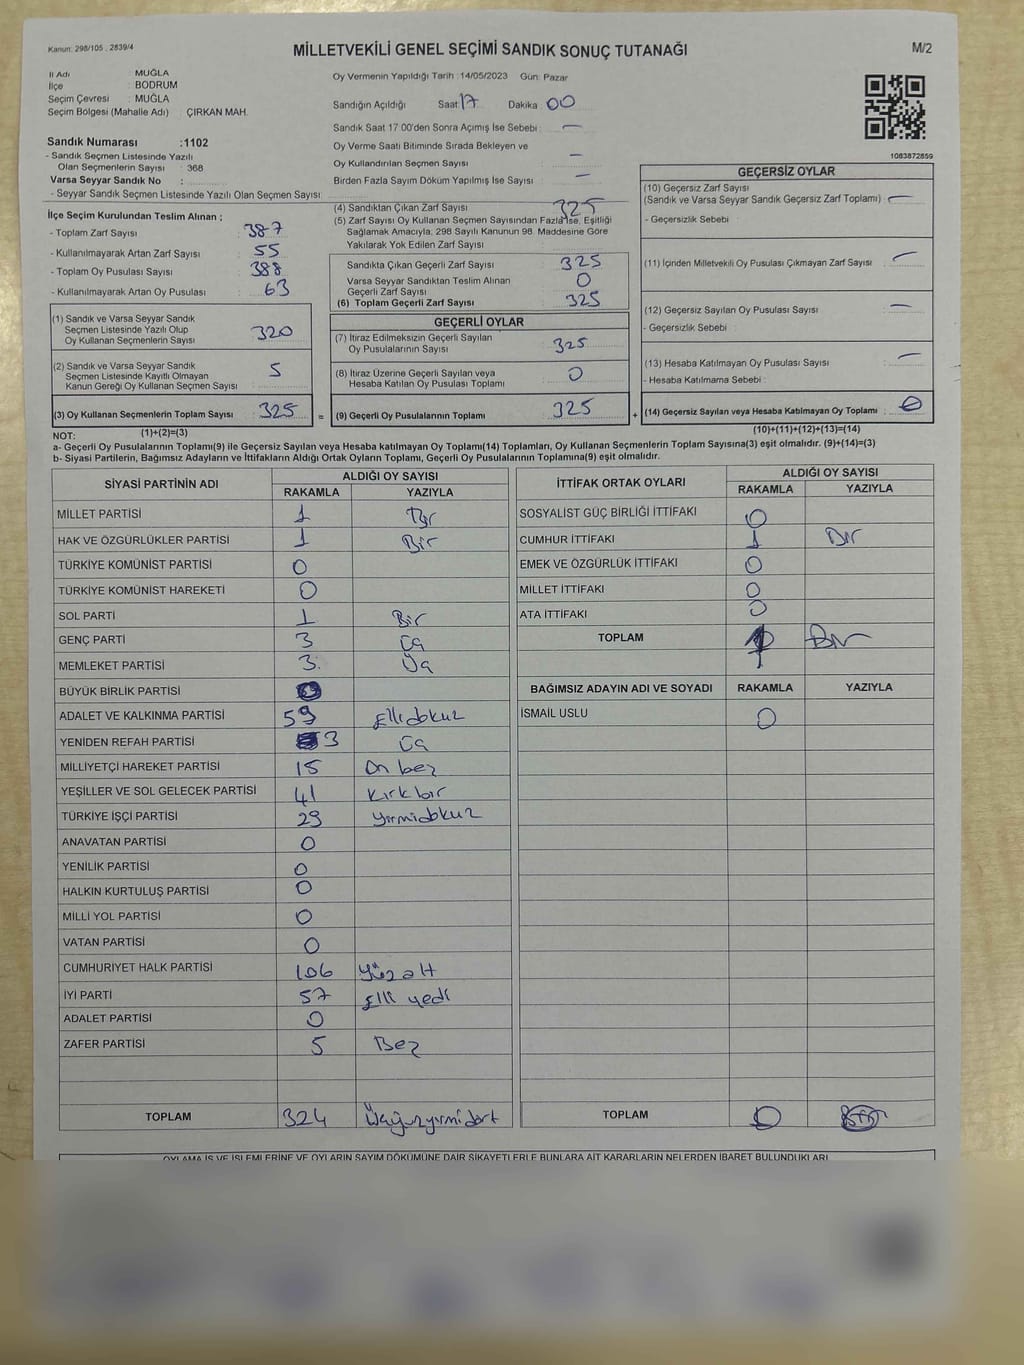 Kanun: 298/105 , 2839/4
MİLLETVEKİLİ GENEL SEÇİMİ SANDIK SONUÇ TUTANAĞI
M/2
İl Adı : MUĞLA
İlçe : BODRUM
Seçim Çevresi : MUĞLA
Seçim Bölgesi (Mahalle Adı) : ÇIRKAN MAH.
Sandık Numarası :1102
- Sandık Seçmen Listesinde Yazılı
Olan Seçmenlerin Sayısı : 368
Varsa Seyyar Sandık No :
- Seyyar Sandık Seçmen Listesinde Yazılı Olan Seçmen Sayısı:
Oy Vermenin Yapıldığı Tarih :14/05/2023 Gün: Pazar
Sandığın Açıldığı Saat: 17 Dakika : 00
Sandık Saat 17:00'den Sonra Açımış İse Sebebi : —
Oy Verme Saati Bitiminde Sırada Bekleyen ve
Oy Kullandırılan Seçmen Sayısı : —
Birden Fazla Sayım Döküm Yapılmış İse Sayısı : —
1083872859
İlçe Seçim Kurulundan Teslim Alınan ;
- Toplam Zarf Sayısı : 387
- Kullanılmayarak Artan Zarf Sayısı : 55
- Toplam Oy Pusulası Sayısı : 388
- Kullanılmayarak Artan Oy Pusulası : 63
(1) Sandık ve Varsa Seyyar Sandık
Seçmen Listesinde Yazılı Olup
Oy Kullanan Seçmenlerin Sayısı : 320
(2) Sandık ve Varsa Seyyar Sandık
Seçmen Listesinde Kayıtlı Olmayan
Kanun Gereği Oy Kullanan Seçmen Sayısı : 5
(3) Oy Kullanan Seçmenlerin Toplam Sayısı : 325
(1)+(2)=(3)
(4) Sandıktan Çıkan Zarf Sayısı : 325
(5) Zarf Sayısı Oy Kullanan Seçmen Sayısından Fazla İse, Eşitliği
Sağlamak Amacıyla, 298 Sayılı Kanunun 98. Maddesine Göre
Yakılarak Yok Edilen Zarf Sayısı :
Sandıkta Çıkan Geçerli Zarf Sayısı : 325
Varsa Seyyar Sandıktan Teslim Alınan
Geçerli Zarf Sayısı : 0
(6) Toplam Geçerli Zarf Sayısı : 325
GEÇERLİ OYLAR
(7) İtiraz Edilmeksizin Geçerli Sayılan
Oy Pusulalarının Sayısı : 325
(8) İtiraz Üzerine Geçerli Sayılan veya
Hesaba Katılan Oy Pusulası Toplamı : 0
= (9) Geçerli Oy Pusulalarının Toplamı : 325
GEÇERSİZ OYLAR
(10) Geçersiz Zarf Sayısı
(Sandık ve Varsa Seyyar Sandık Geçersiz Zarf Toplamı) : —
- Geçersizlik Sebebi :
(11) İçinden Milletvekili Oy Pusulası Çıkmayan Zarf Sayısı : —
(12) Geçersiz Sayılan Oy Pusulası Sayısı : —
- Geçersizlik Sebebi :
(13) Hesaba Katılmayan Oy Pusulası Sayısı : —
- Hesaba Katılmama Sebebi :
+ (14) Geçersiz Sayılan veya Hesaba Katılmayan Oy Toplamı : 0
(10)+(11)+(12)+(13)=(14)
NOT:
a- Geçerli Oy Pusulalarının Toplamı(9) ile Geçersiz Sayılan veya Hesaba katılmayan Oy Toplamı(14) Toplamları, Oy Kullanan Seçmenlerin Toplam Sayısına(3) eşit olmalıdır. (9)+(14)=(3)
b- Siyasi Partilerin, Bağımsız Adayların ve İttifakların Aldığı Ortak Oyların Toplamı, Geçerli Oy Pusulalarının Toplamına(9) eşit olmalıdır.
SİYASİ PARTİNİN ADI ALDIĞI OY SAYISI
RAKAMLA YAZIYLA
MİLLET PARTİSİ 1 Bir
HAK VE ÖZGÜRLÜKLER PARTİSİ 1 Bir
TÜRKİYE KOMÜNİST PARTİSİ 0
TÜRKİYE KOMÜNİST HAREKETİ 0
SOL PARTİ 1 Bir
GENÇ PARTİ 3 Üç
MEMLEKET PARTİSİ 3 Üç
BÜYÜK BİRLİK PARTİSİ
ADALET VE KALKINMA PARTİSİ 59 Ellidokuz
YENİDEN REFAH PARTİSİ 3 Üç
MİLLİYETÇİ HAREKET PARTİSİ 15 On beş
YEŞİLLER VE SOL GELECEK PARTİSİ 41 Kırkbir
TÜRKİYE İŞÇİ PARTİSİ 29 Yirmidokuz
ANAVATAN PARTİSİ 0
YENİLİK PARTİSİ 0
HALKIN KURTULUŞ PARTİSİ 0
MİLLİ YOL PARTİSİ 0
VATAN PARTİSİ 0
CUMHURİYET HALK PARTİSİ 106 Yüz altı
İYİ PARTİ 57 Elli yedi
ADALET PARTİSİ 0
ZAFER PARTİSİ 5 Beş
TOPLAM 324 Üçyüzyirmidört
İTTİFAK ORTAK OYLARI ALDIĞI OY SAYISI
RAKAMLA YAZIYLA
SOSYALİST GÜÇ BİRLİĞİ İTTİFAKI 0
CUMHUR İTTİFAKI 1 Bir
EMEK VE ÖZGÜRLÜK İTTİFAKI 0
MİLLET İTTİFAKI 0
ATA İTTİFAKI 0
TOPLAM 1 Bir
BAĞIMSIZ ADAYIN ADI VE SOYADI RAKAMLA YAZIYLA
İSMAİL USLU 0
TOPLAM 0
OYLAMA İŞ VE İŞLEMLERİNE VE OYLARIN SAYIM DÖKÜMÜNE DAİR ŞİKAYETLERLE BUNLARA AİT KARARLARIN NELERDEN İBARET BULUNDUKLARI